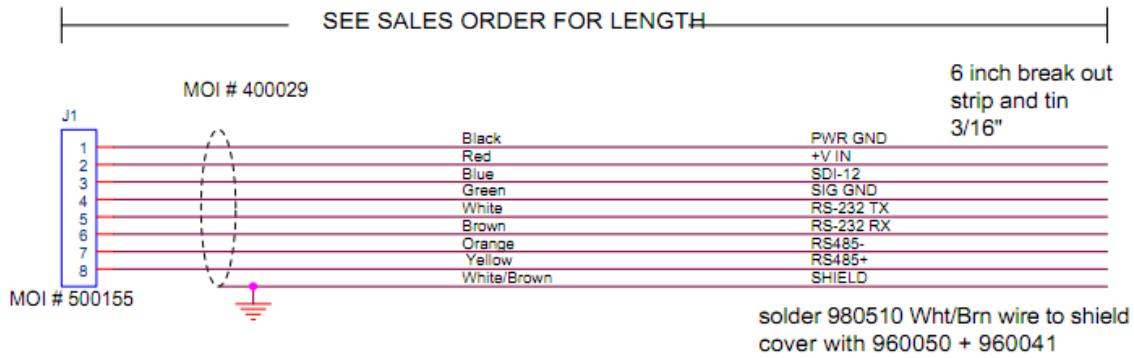 SEE SALES ORDER FOR LENGTH
MOI # 400029
6 inch break out
strip and tin
3/16"
J1
1 Black PWR GND
2 Red +V IN
3 Blue SDI-12
4 Green SIG GND
5 White RS-232 TX
6 Brown RS-232 RX
7 Orange RS485-
8 Yellow RS485+
White/Brown SHIELD
MOI # 500155
solder 980510 Wht/Brn wire to shield
cover with 960050 + 960041